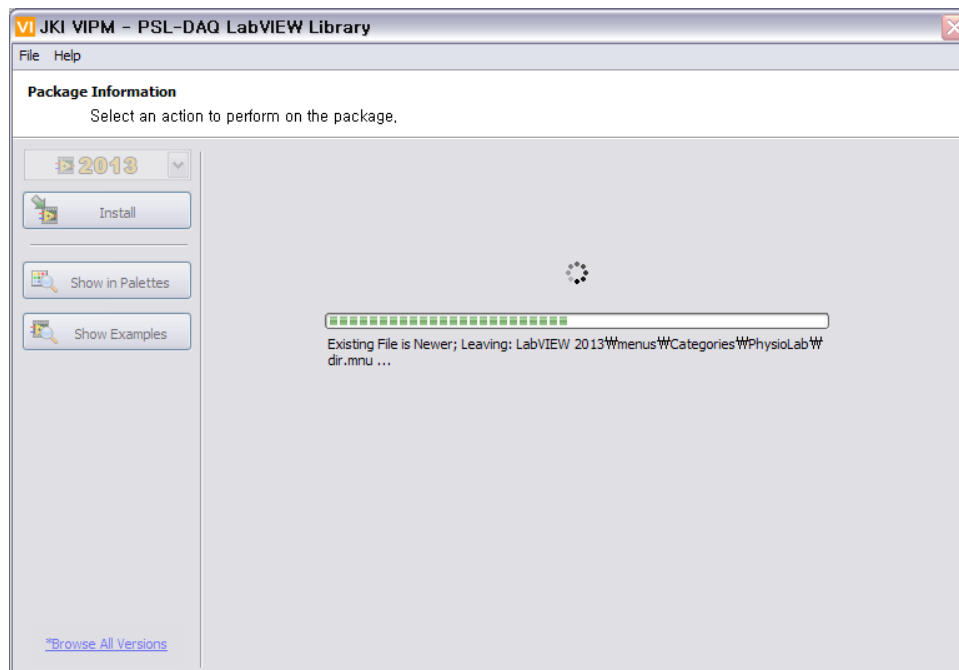 VI JKI VIPM - PSL-DAQ LabVIEW Library
File Help
Package Information
Select an action to perform on the package,
2013
Install
Show in Palettes
Show Examples
Existing File is Newer; Leaving: LabVIEW 2013₩menus₩Categories₩PhysioLab₩
dir.mnu ...
*Browse All Versions